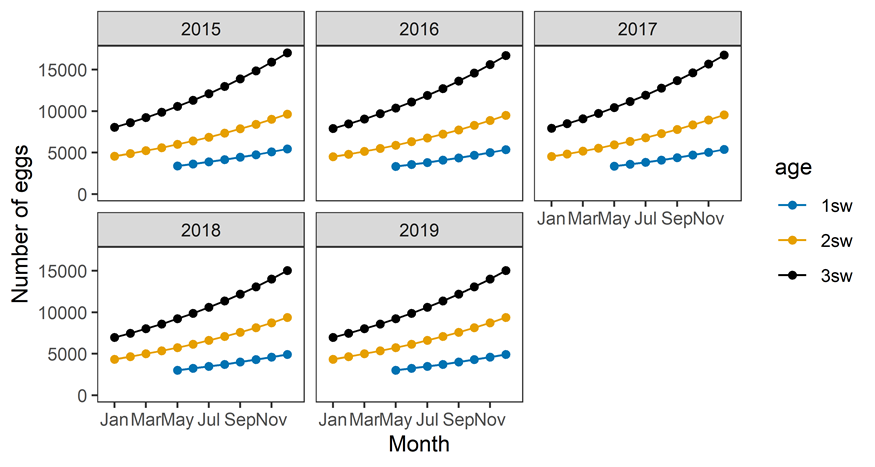 2015
2016
2017
15000
10000
5000
0
Jan Mar May Jul Sep Nov
2018
2019
15000
10000
5000
0
Jan Mar May Jul Sep Nov
Jan Mar May Jul Sep Nov
Month
Number of eggs
age
1sw
2sw
3sw